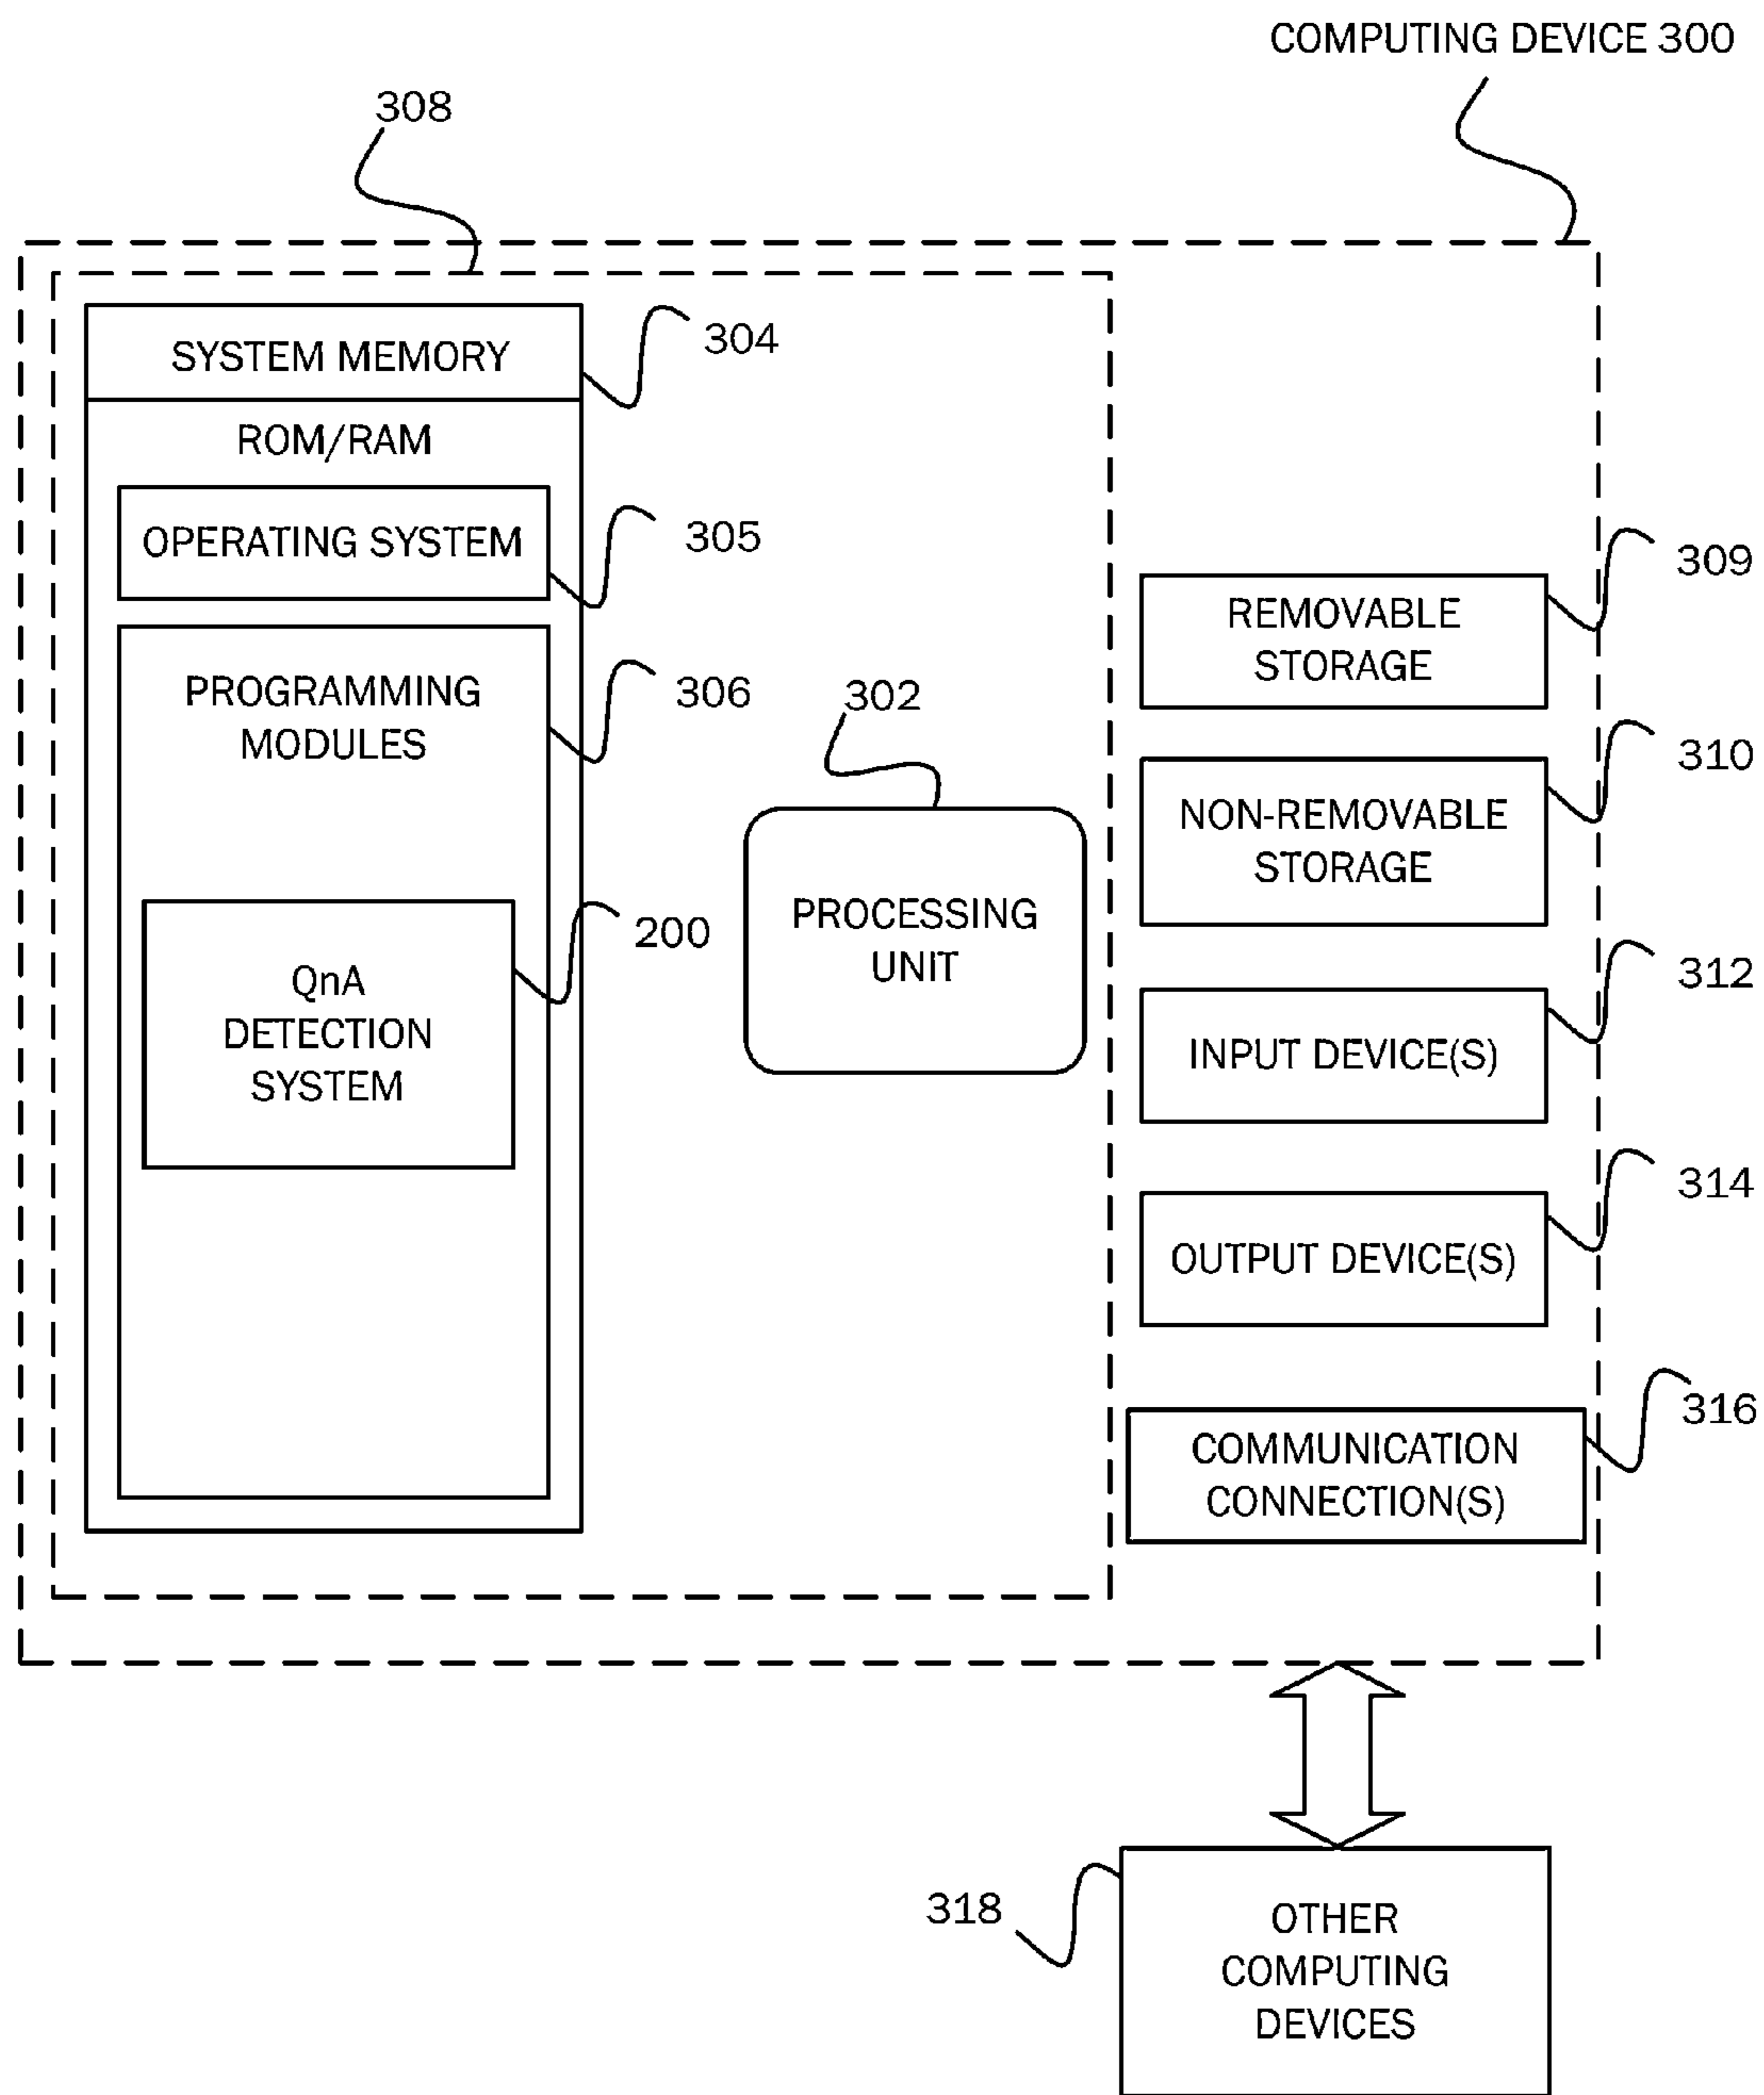 COMPUTING DEVICE 300
308
SYSTEM MEMORY
304
ROM/RAM
OPERATING SYSTEM
305
PROGRAMMING
MODULES
306
QnA
DETECTION
SYSTEM
200
302
PROCESSING
UNIT
309
REMOVABLE
STORAGE
310
NON-REMOVABLE
STORAGE
312
INPUT DEVICE(S)
314
OUTPUT DEVICE(S)
316
COMMUNICATION
CONNECTION(S)
318
OTHER
COMPUTING
DEVICES